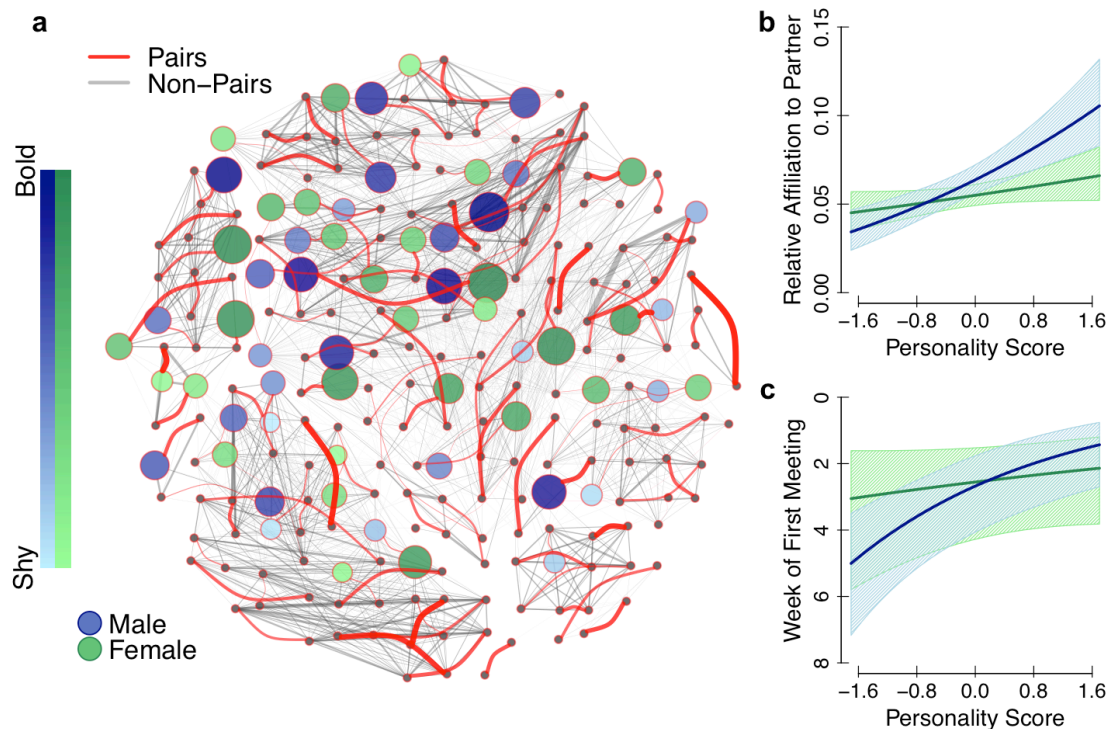 a
Pairs
Non-Pairs
Bold
Shy
Male
Female
b
Relative Affiliation to Partner
0.15
0.10
0.05
0.00
-1.6 -0.8 0.0 0.8 1.6
Personality Score
c
Week of First Meeting
0
2
4
6
8
-1.6 -0.8 0.0 0.8 1.6
Personality Score